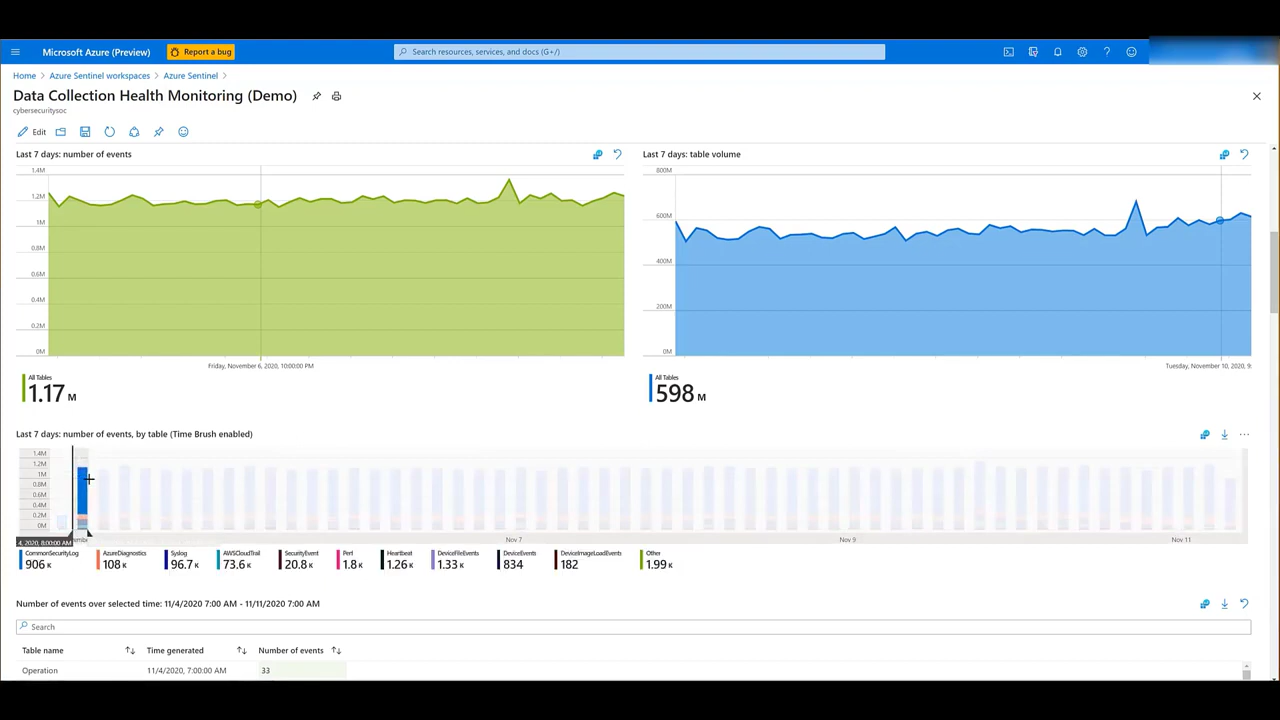 Microsoft Azure (Preview) Report a bug Search resources, services, and docs (G+/)
Home > Azure Sentinel workspaces > Azure Sentinel >
Data Collection Health Monitoring (Demo)
cybersecuritysoc
Edit
Last 7 days: number of events
1.4M
1.2M
1M
0.8M
0.6M
0.4M
0.2M
0M
Friday, November 6, 2020, 10:00:00 PM
All Tables
1.17 M
Last 7 days: table volume
800M
600M
400M
200M
0M
Tuesday, November 10, 2020, 9:
All Tables
598 M
Last 7 days: number of events, by table (Time Brush enabled)
1.4M
1.2M
1M
0.8M
0.6M
0.4M
0.2M
0M
4, 2020, 8:00:00 AM
Nov 7 Nov 9 Nov 11
CommonSecurityLog AzureDiagnostics Syslog AWSCloudTrail SecurityEvent Perf Heartbeat DeviceFileEvents DeviceEvents DeviceImageLoadEvents Other
906 K 108 K 96.7 K 73.6 K 20.8 K 1.8 K 1.26 K 1.33 K 834 182 1.99 K
Number of events over selected time: 11/4/2020 7:00 AM - 11/11/2020 7:00 AM
Search
Table name Time generated Number of events
Operation 11/4/2020, 7:00:00 AM 33